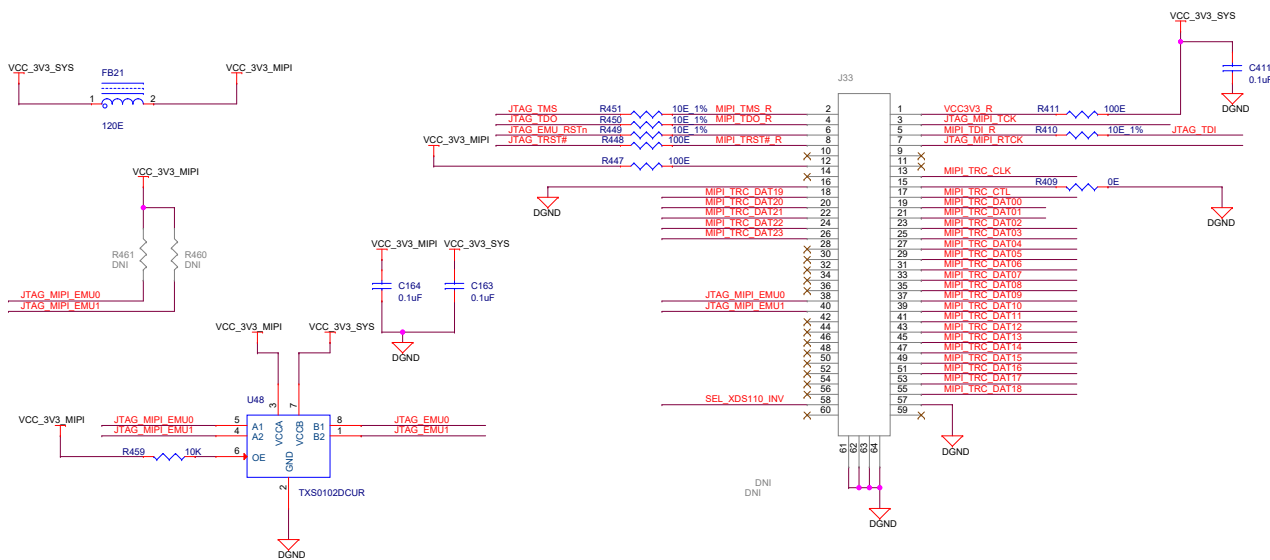 VCC_3V3_SYS
VCC_3V3_SYS
FB21
VCC_3V3_MIPI
1
2
120E
C411
0.1uF
DGND
J33
JTAG_TMS R451 10E_1% MIPI_TMS_R 2
1 VCC3V3_R R411 100E
JTAG_TDO R450 10E_1% MIPI_TDO_R 4
3 JTAG_MIPI_TCK
JTAG_EMU_RSTn R449 10E_1% 6
5 MIPI_TDI_R R410 10E_1% JTAG_TDI
JTAG_TRST# R448 100E MIPI_TRST#_R 8
7 JTAG_MIPI_RTCK
VCC_3V3_MIPI
10
9
R447 100E 12
11
14
13 MIPI_TRC_CLK
16
15 R409 0E
DGND
DGND
MIPI_TRC_DAT19 18
17 MIPI_TRC_CTL
MIPI_TRC_DAT20 20
19 MIPI_TRC_DAT00
MIPI_TRC_DAT21 22
21 MIPI_TRC_DAT01
MIPI_TRC_DAT22 24
23 MIPI_TRC_DAT02
MIPI_TRC_DAT23 26
25 MIPI_TRC_DAT03
28
27 MIPI_TRC_DAT04
30
29 MIPI_TRC_DAT05
32
31 MIPI_TRC_DAT06
34
33 MIPI_TRC_DAT07
36
35 MIPI_TRC_DAT08
JTAG_MIPI_EMU0 38
37 MIPI_TRC_DAT09
JTAG_MIPI_EMU1 40
39 MIPI_TRC_DAT10
42
41 MIPI_TRC_DAT11
44
43 MIPI_TRC_DAT12
46
45 MIPI_TRC_DAT13
48
47 MIPI_TRC_DAT14
50
49 MIPI_TRC_DAT15
52
51 MIPI_TRC_DAT16
54
53 MIPI_TRC_DAT17
56
55 MIPI_TRC_DAT18
SEL_XDS110_INV 58
57
60
59
DGND
61
62
63
64
DNI
DNI
DGND
VCC_3V3_MIPI
R461
DNI
R460
DNI
JTAG_MIPI_EMU0
JTAG_MIPI_EMU1
VCC_3V3_MIPI
VCC_3V3_SYS
C164
0.1uF
C163
0.1uF
DGND
VCC_3V3_MIPI
VCC_3V3_SYS
U48
3
7
VCC_3V3_MIPI
JTAG_MIPI_EMU0 5 A1
VCCA
VCCB
B1 8 JTAG_EMU0
JTAG_MIPI_EMU1 4 A2
B2 1 JTAG_EMU1
R459 10K 6 OE
GND
2
TXS0102DCUR
DGND